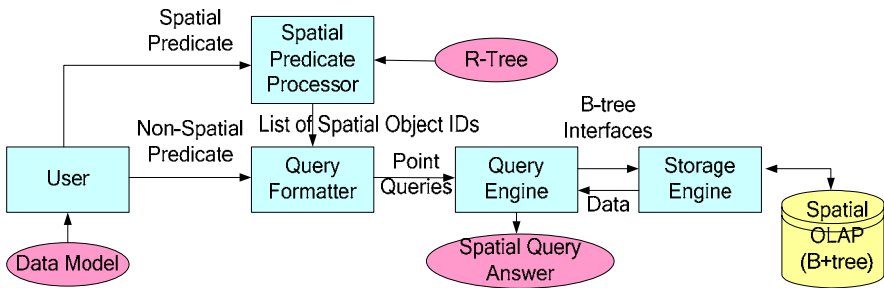 Spatial
Predicate
Spatial
Predicate
Processor
R-Tree
Non-Spatial
Predicate
List of Spatial Object IDs
B-tree
Interfaces
User
Query
Formatter
Point
Queries
Query
Engine
Storage
Engine
Data
Data Model
Spatial Query
Answer
Spatial
OLAP
(B+tree)